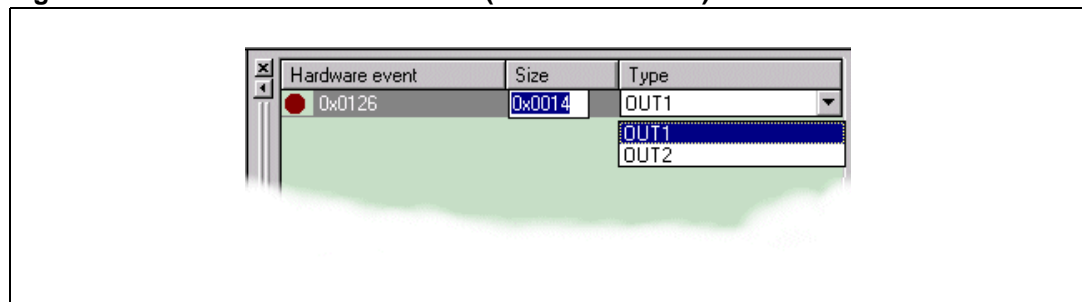 Hardware event Size Type
0x0126 0x0014 OUT1
OUT1
OUT2